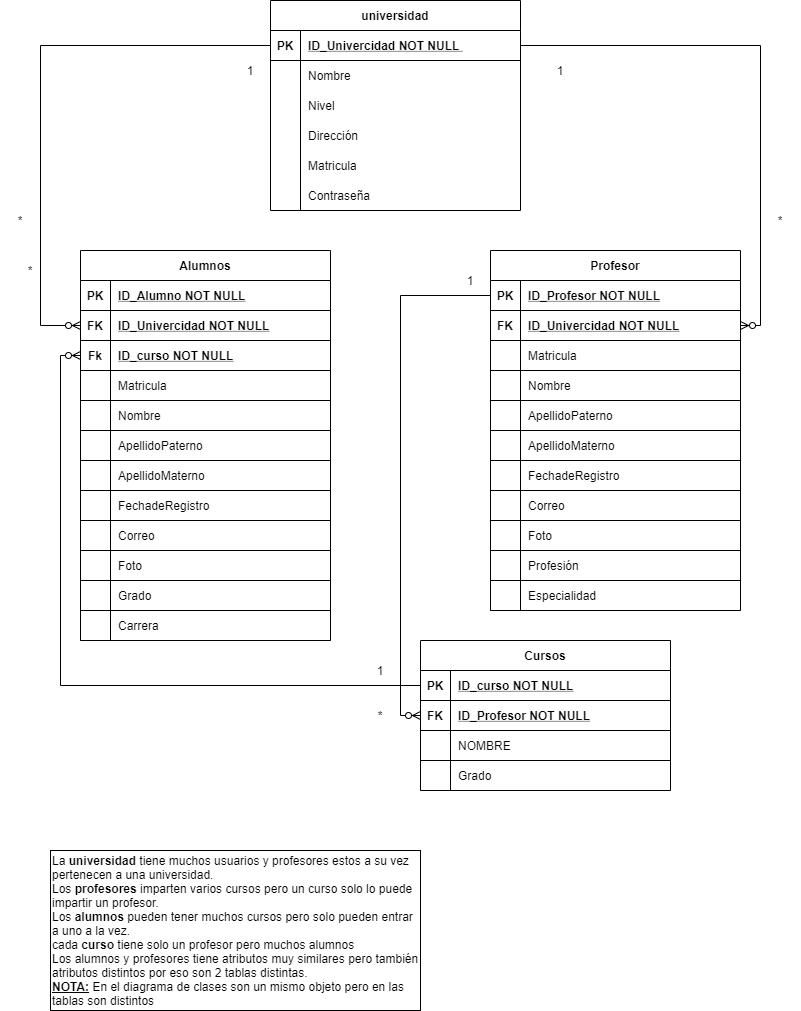 universidad
PK ID_Univercidad NOT NULL
1 1
Nombre
Nivel
Dirección
Matricula
Contraseña
* *
*
Alumnos
PK ID_Alumno NOT NULL
FK ID_Univercidad NOT NULL
Fk ID_curso NOT NULL
Matricula
Nombre
ApellidoPaterno
ApellidoMaterno
FechadeRegistro
Correo
Foto
Grado
Carrera
Profesor
1
PK ID_Profesor NOT NULL
FK ID_Univercidad NOT NULL
Matricula
Nombre
ApellidoPaterno
ApellidoMaterno
FechadeRegistro
Correo
Foto
Profesión
Especialidad
Cursos
1
PK ID_curso NOT NULL
* FK ID_Profesor NOT NULL
NOMBRE
Grado
La universidad tiene muchos usuarios y profesores estos a su vez
pertenecen a una universidad.
Los profesores imparten varios cursos pero un curso solo lo puede
impartir un profesor.
Los alumnos pueden tener muchos cursos pero solo pueden entrar
a uno a la vez.
cada curso tiene solo un profesor pero muchos alumnos
Los alumnos y profesores tiene atributos muy similares pero también
atributos distintos por eso son 2 tablas distintas.
NOTA: En el diagrama de clases son un mismo objeto pero en las
tablas son distintos